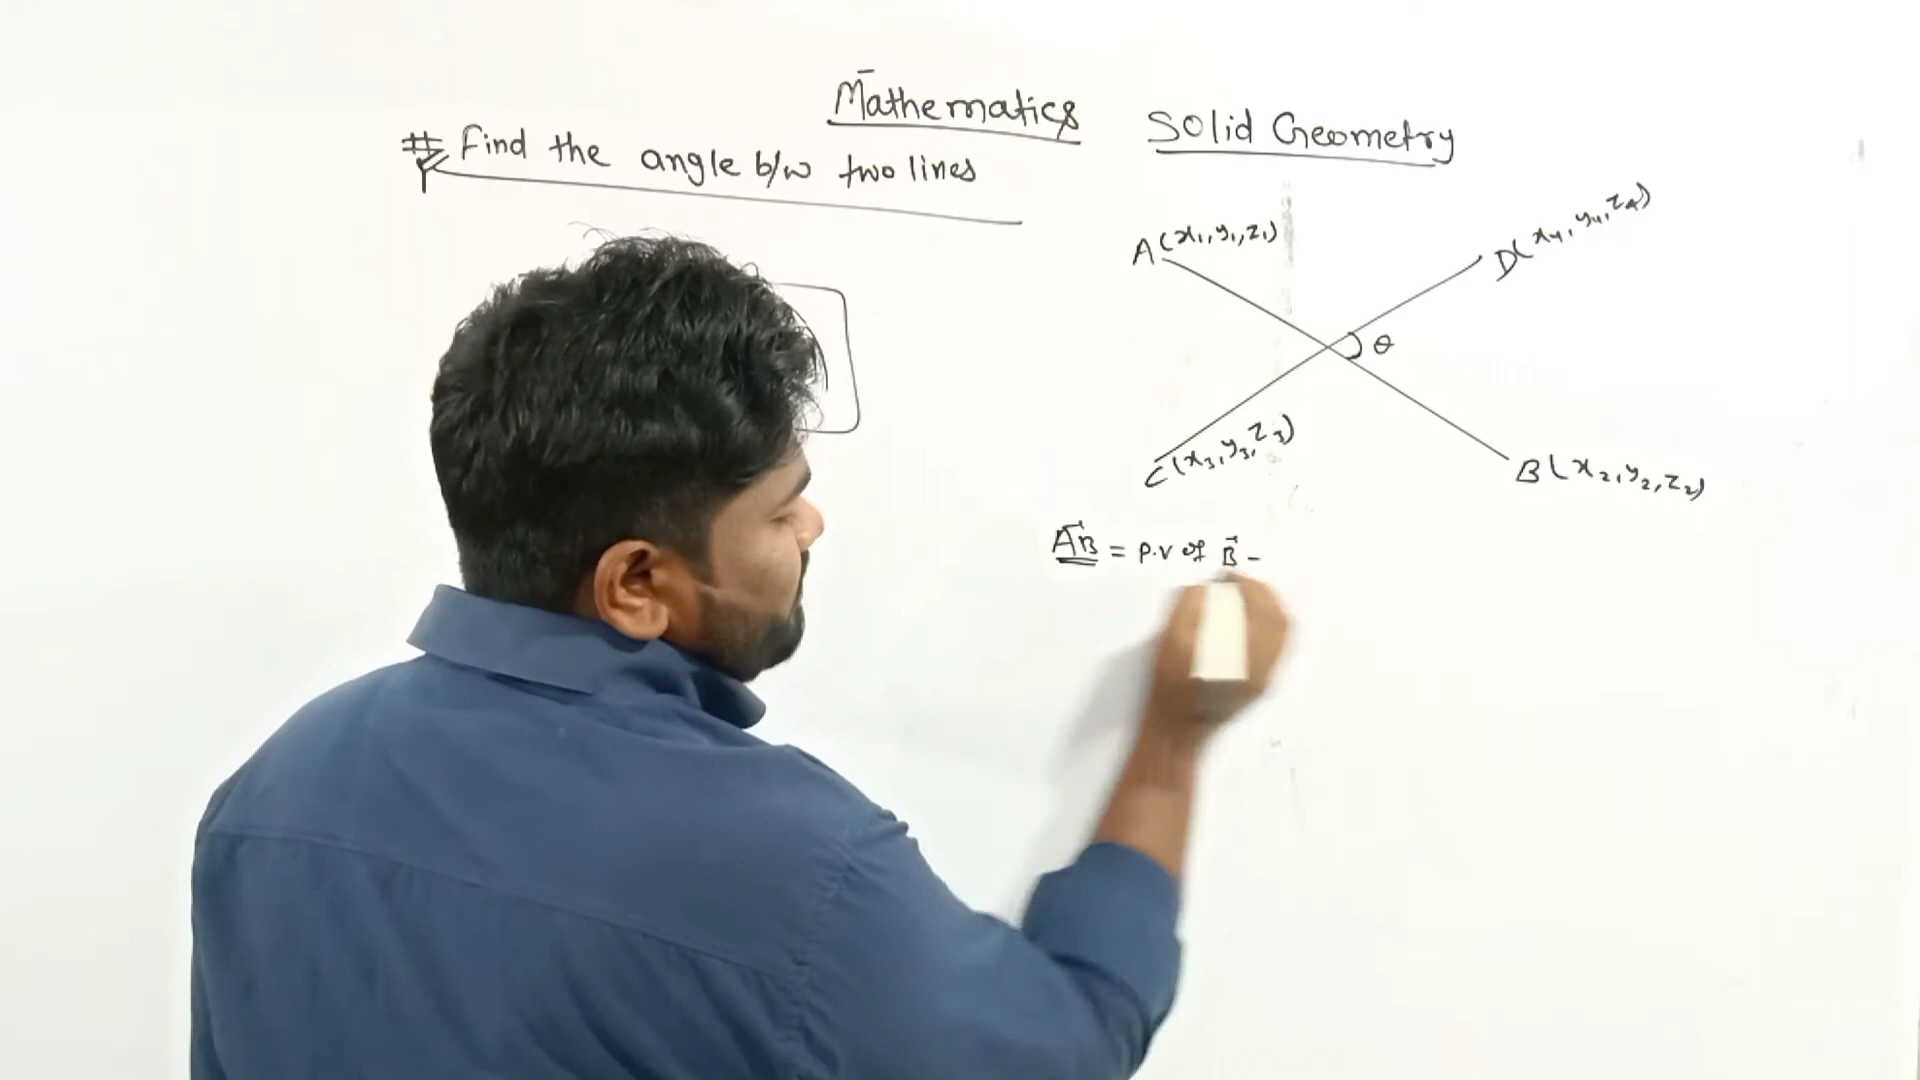 Mathematics
Solid Geometry
# Find the angle b/w two lines
A(x₁, y₁, z₁)
D(x₄, y₄, z₄)
θ
C(x₃, y₃, z₃)
B(x₂, y₂, z₂)
A⃗B⃗ = P.V of B⃗ –